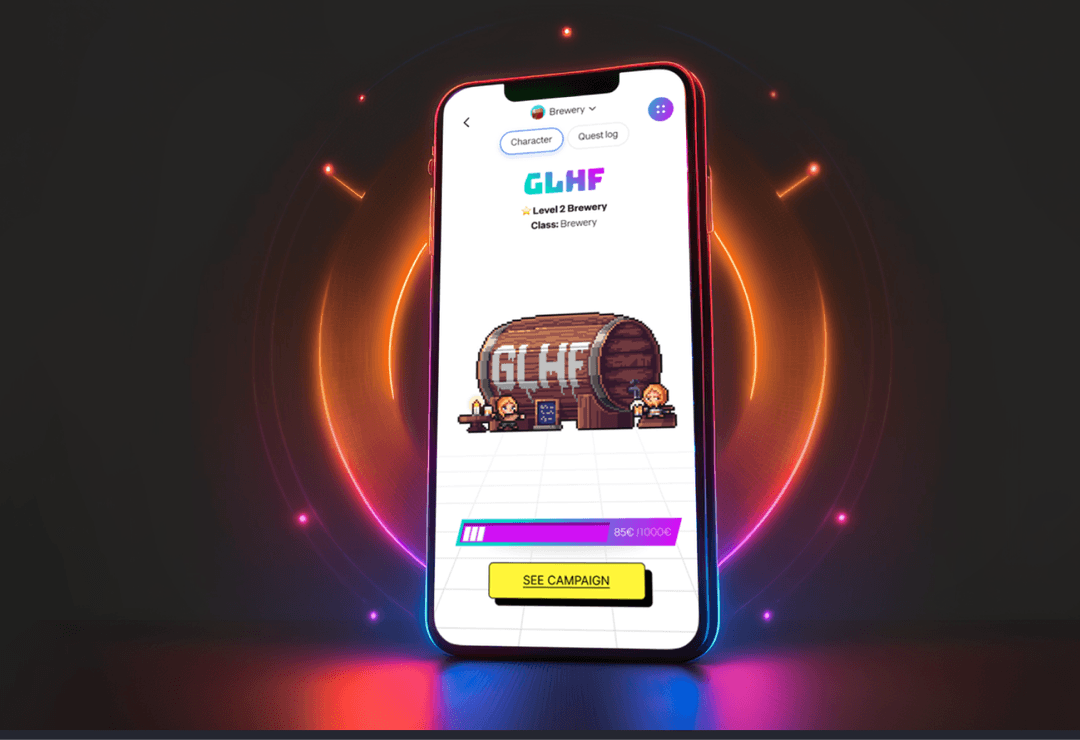 Brewery
Character
Quest log
GLHF
⭐Level 2 Brewery
Class: Brewery
GLHF
85€ /1000€
SEE CAMPAIGN